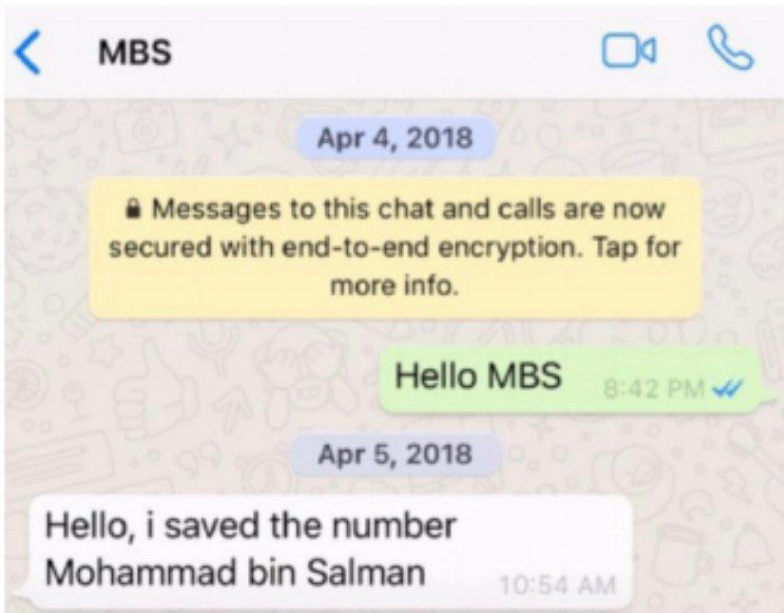 MBS
Apr 4, 2018
Messages to this chat and calls are now
secured with end-to-end encryption. Tap for
more info.
Hello MBS
8:42 PM
Apr 5, 2018
Hello, i saved the number
Mohammad bin Salman
10:54 AM